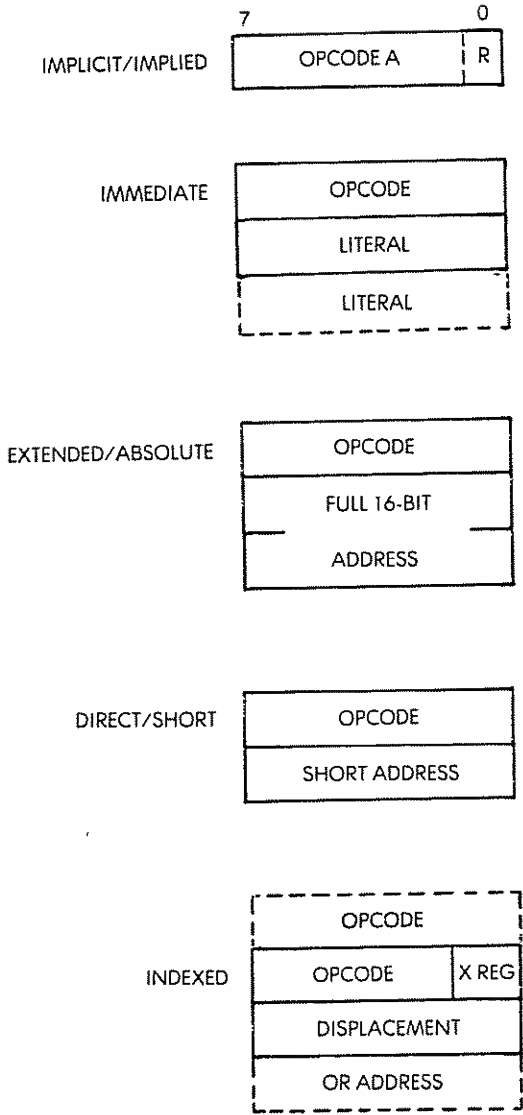 7 0
IMPLICIT/IMPLIED OPCODE A R
IMMEDIATE OPCODE
LITERAL
LITERAL
EXTENDED/ABSOLUTE OPCODE
FULL 16-BIT
ADDRESS
DIRECT/SHORT OPCODE
SHORT ADDRESS
OPCODE
INDEXED OPCODE X REG
DISPLACEMENT
OR ADDRESS